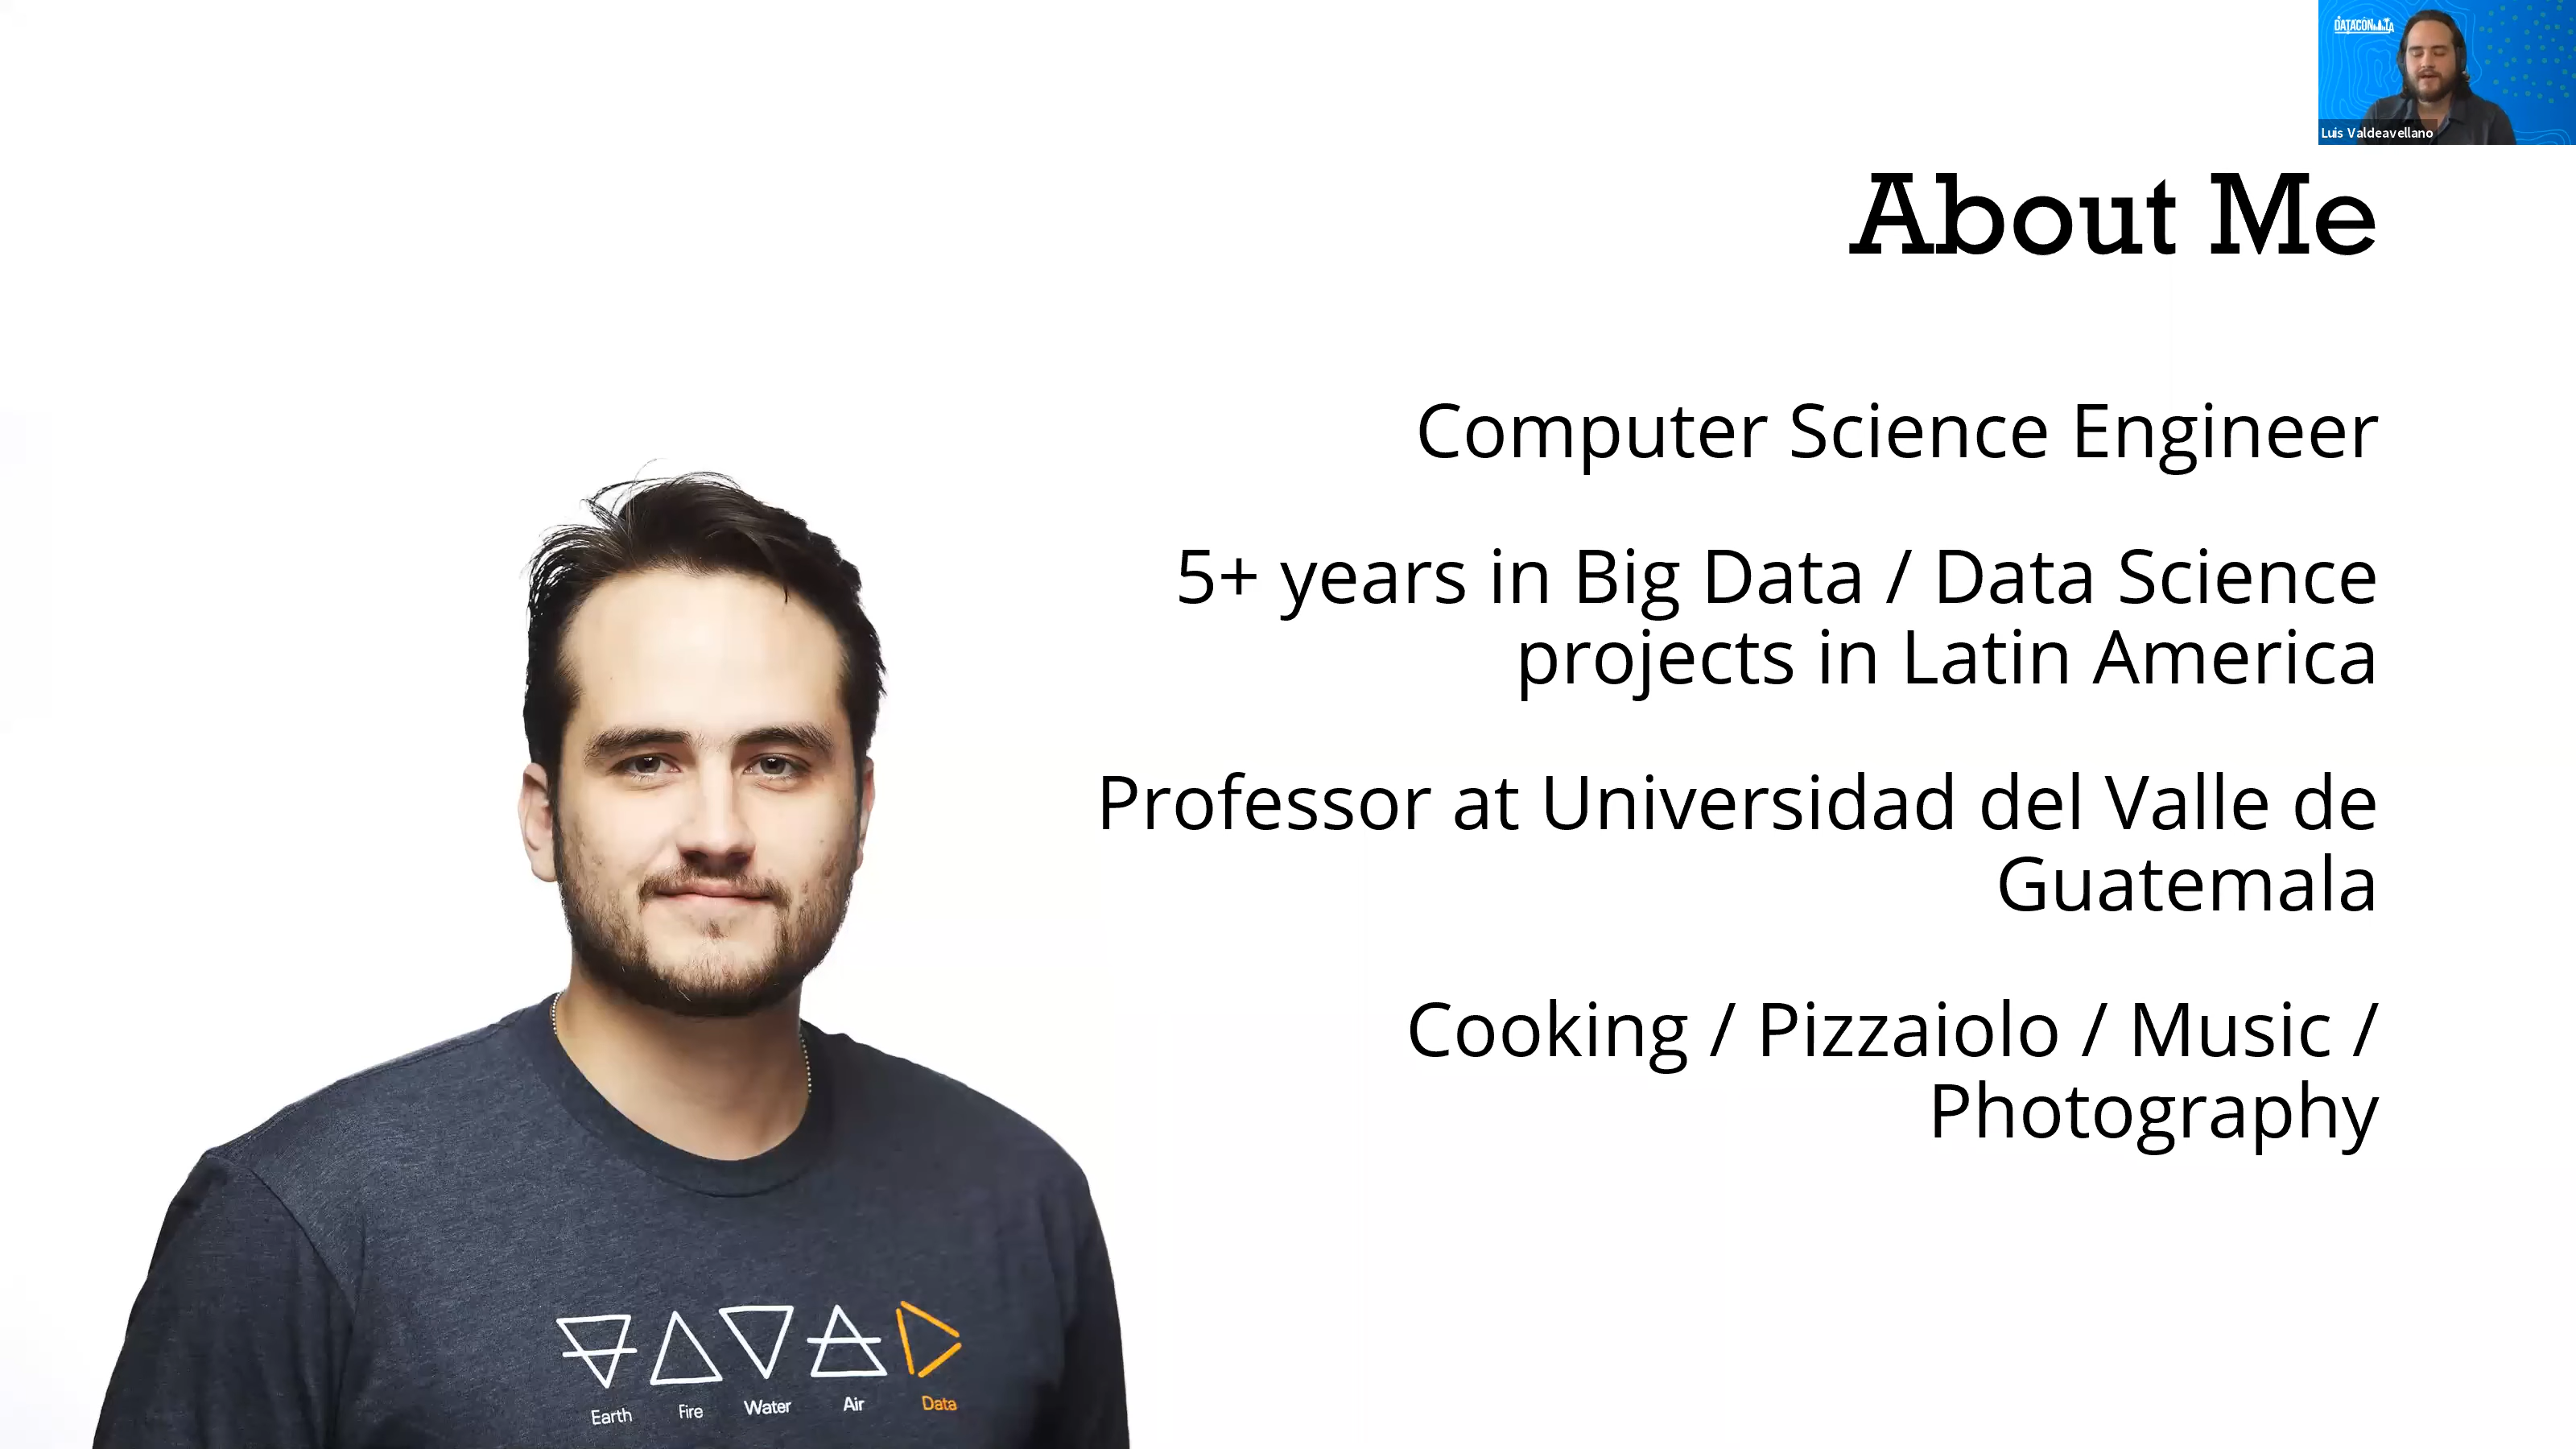 DATACON
Luis Valdeavellano
About Me
Computer Science Engineer
5+ years in Big Data / Data Science
projects in Latin America
Professor at Universidad del Valle de
Guatemala
Cooking / Pizzaiolo / Music /
Photography
Earth Fire Water Air Data